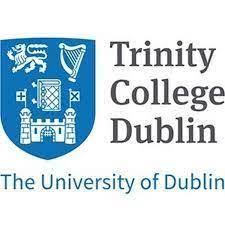 Trinity
College
Dublin
The University of Dublin